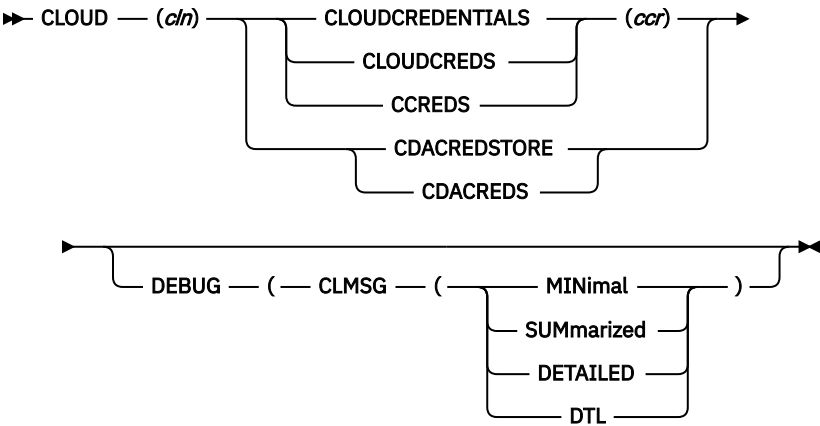 CLOUD (cln) CLOUDCREDENTIALS (ccr)
CLOUDCREDS
CCREDS
CDACREDSTORE
CDACREDS
DEBUG ( CLMSG ( MINimal )
SUMmarized
DETAILED
DTL